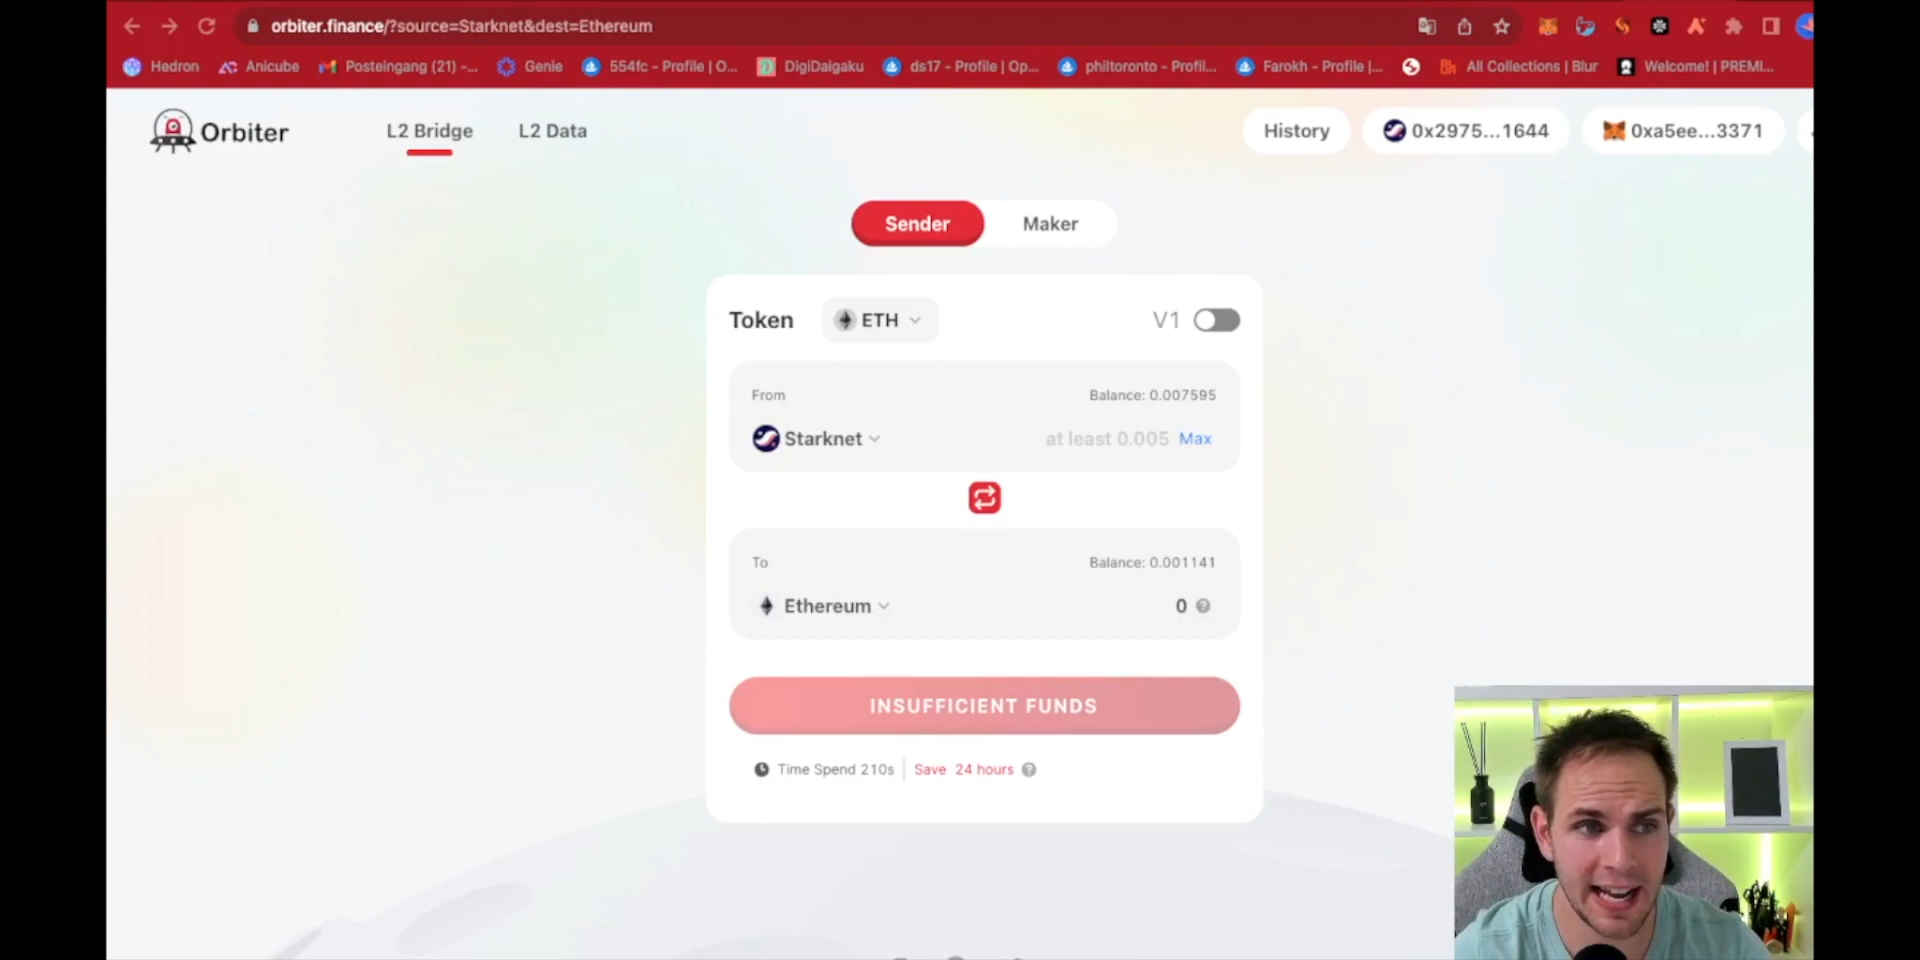 orbiter.finance/?source=Starknet&dest=Ethereum
Hedron Anicube Posteingang (21) -... Genie 554fc - Profile | O... DigiDaigaku ds17 - Profile | Op... philtoronto - Profil... Farokh - Profile |... All Collections | Blur Welcome! | PREMI...
Orbiter L2 Bridge L2 Data History 0x2975...1644 0xa5ee...3371
Sender Maker
Token ETH V1
From Balance: 0.007595
Starknet at least 0.005 Max
To Balance: 0.001141
Ethereum 0
INSUFFICIENT FUNDS
Time Spend 210s Save 24 hours